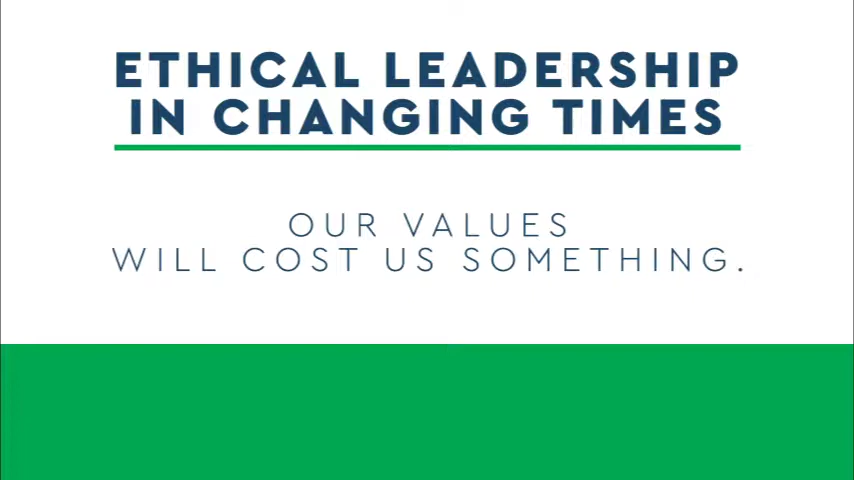 ETHICAL LEADERSHIP
IN CHANGING TIMES
OUR VALUES
WILL COST US SOMETHING.